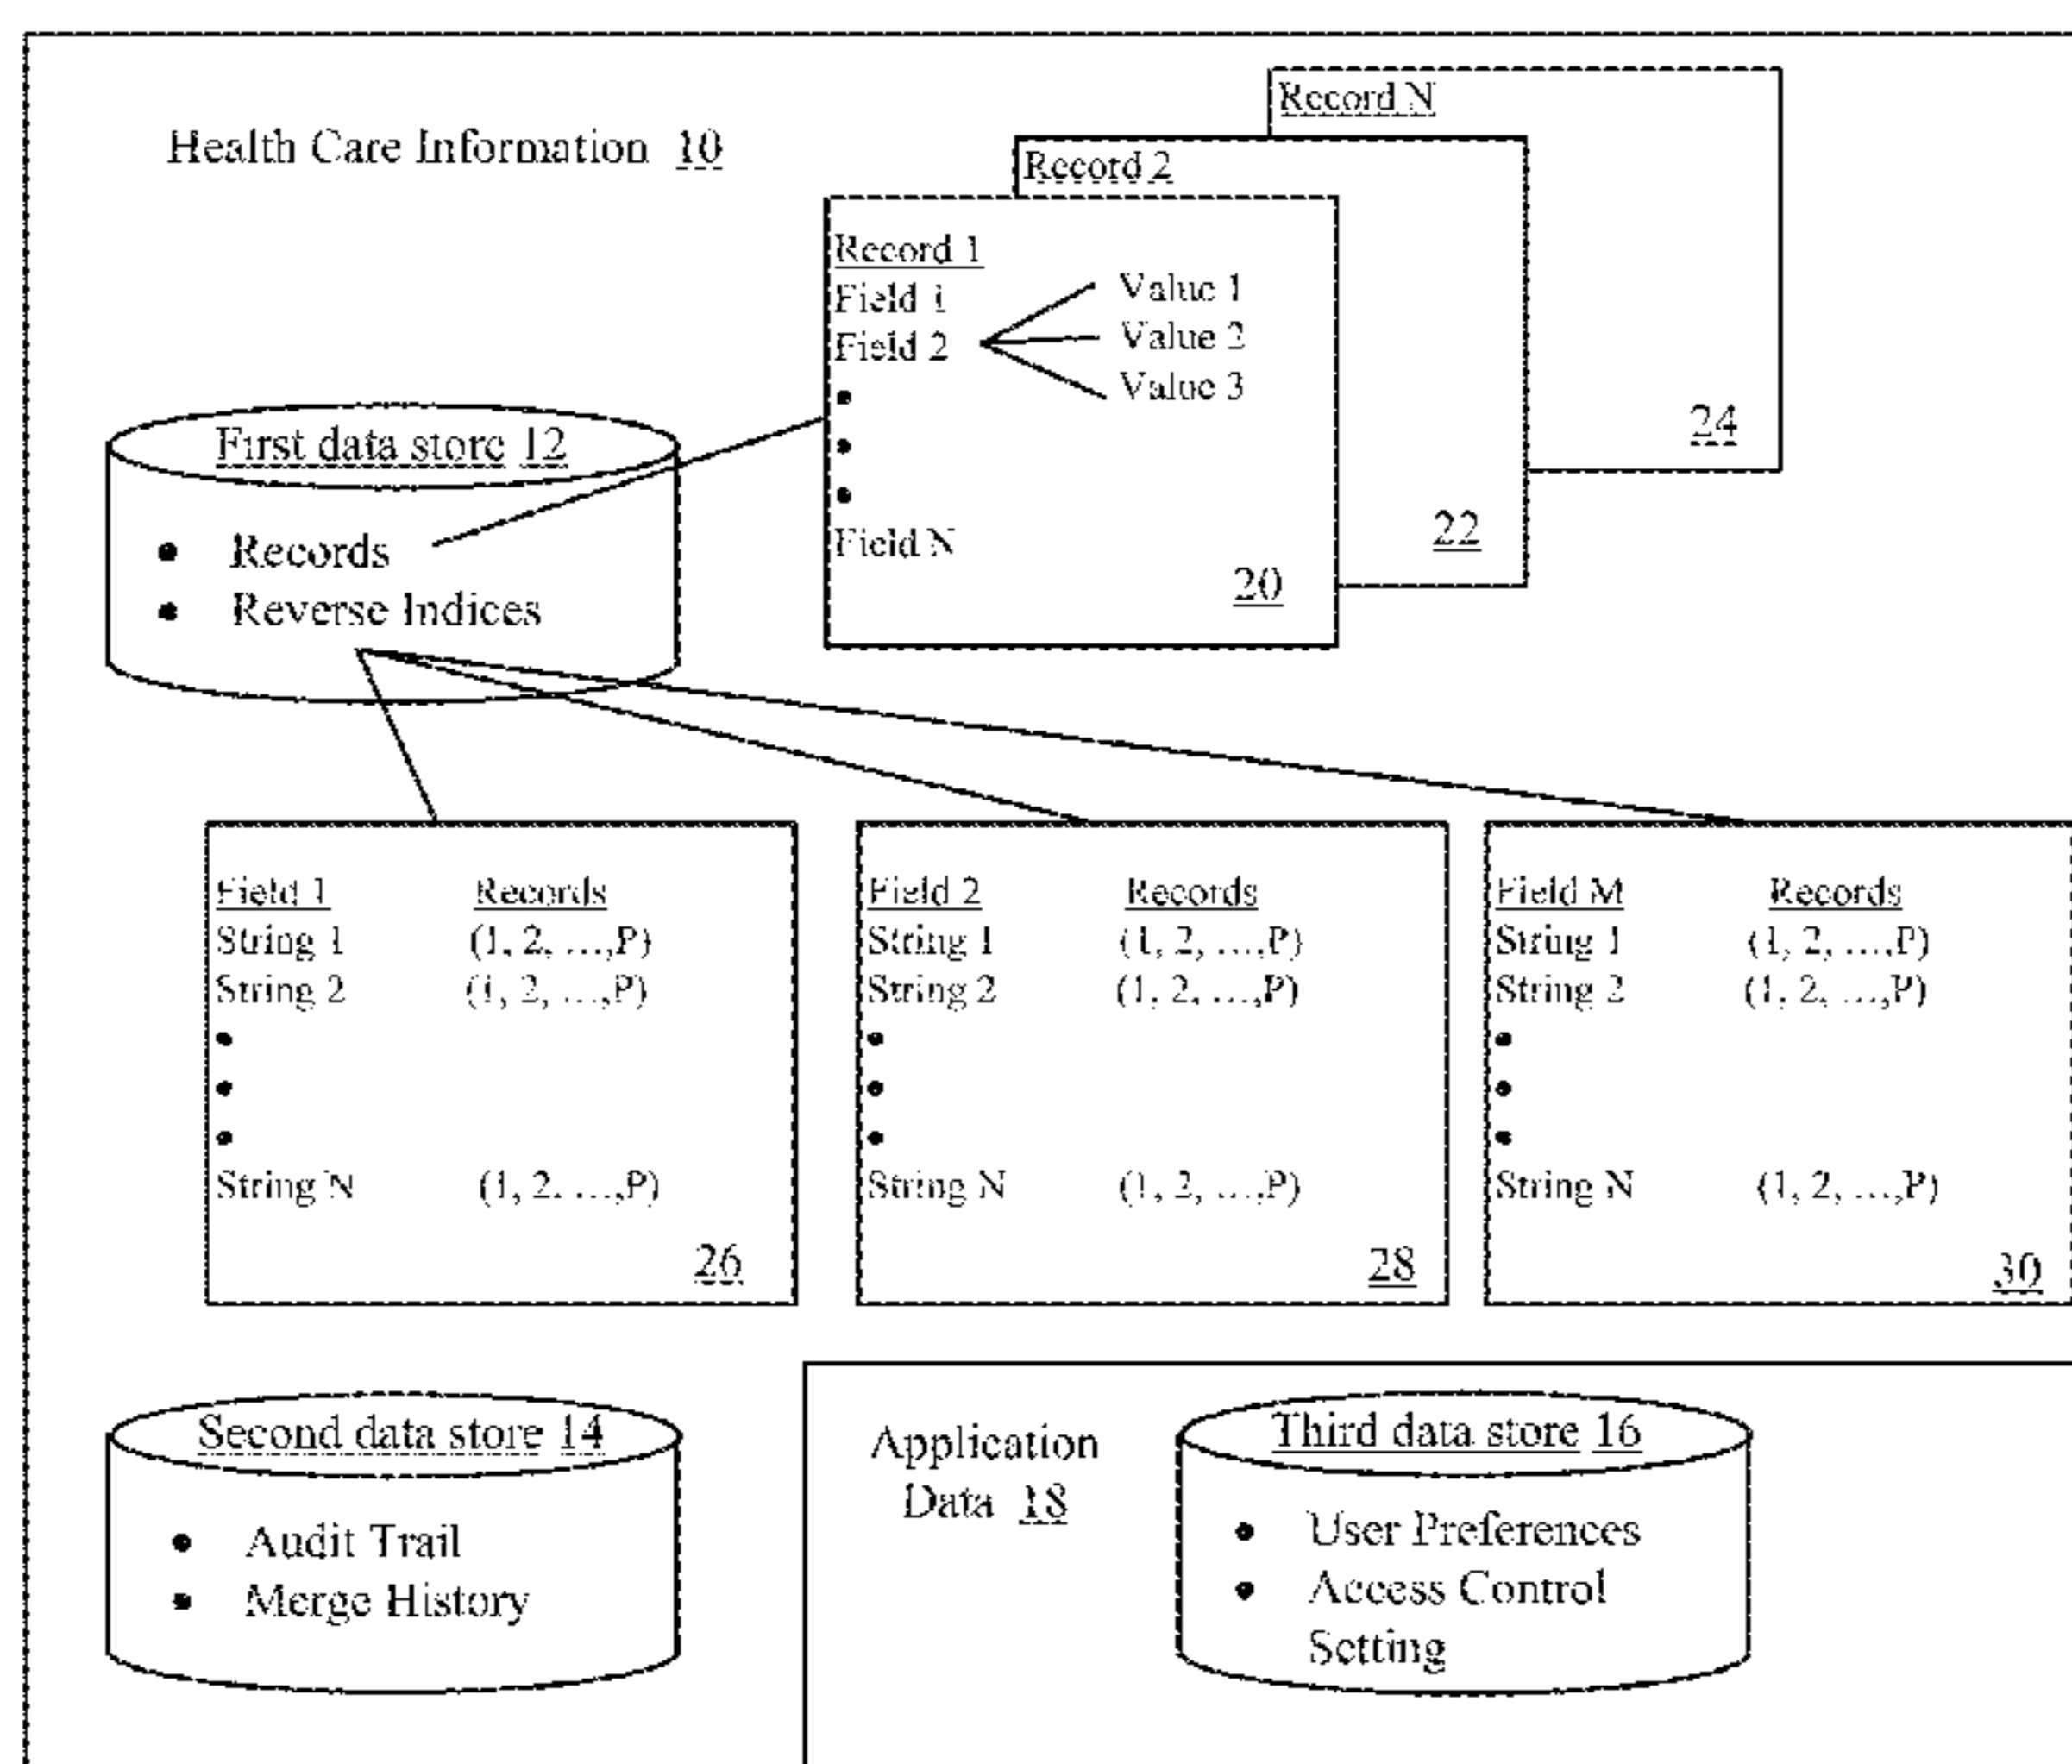 Health Care Information 10
Record N
Record 2
Record 1
Field 1
Field 2
Value 1
Value 2
Value 3
•
•
•
Field N
20
22
24
First data store 12
• Records
• Reverse Indices
Field 1 Records
String 1 (1, 2, ...,P)
String 2 (1, 2, ...,P)
•
•
•
String N (1, 2, ...,P)
26
Field 2 Records
String 1 (1, 2, ...,P)
String 2 (1, 2, ...,P)
•
•
•
String N (1, 2, ...,P)
28
Field M Records
String 1 (1, 2, ...,P)
String 2 (1, 2, ...,P)
•
•
•
String N (1, 2, ...,P)
30
Second data store 14
• Audit Trail
• Merge History
Application
Data 18
Third data store 16
• User Preferences
• Access Control
Setting